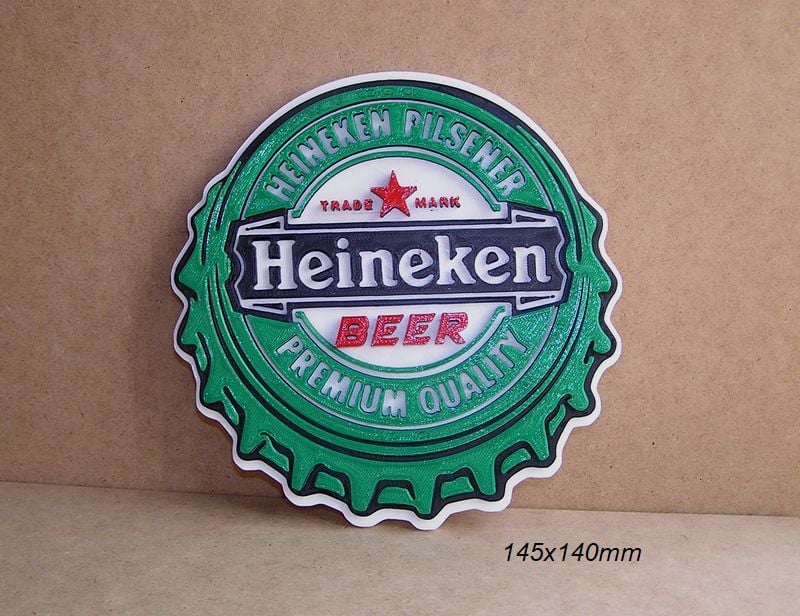 HEINEKEN PILSENER
TRADE MARK
Heineken
BEER
PREMIUM QUALITY
145x140mm